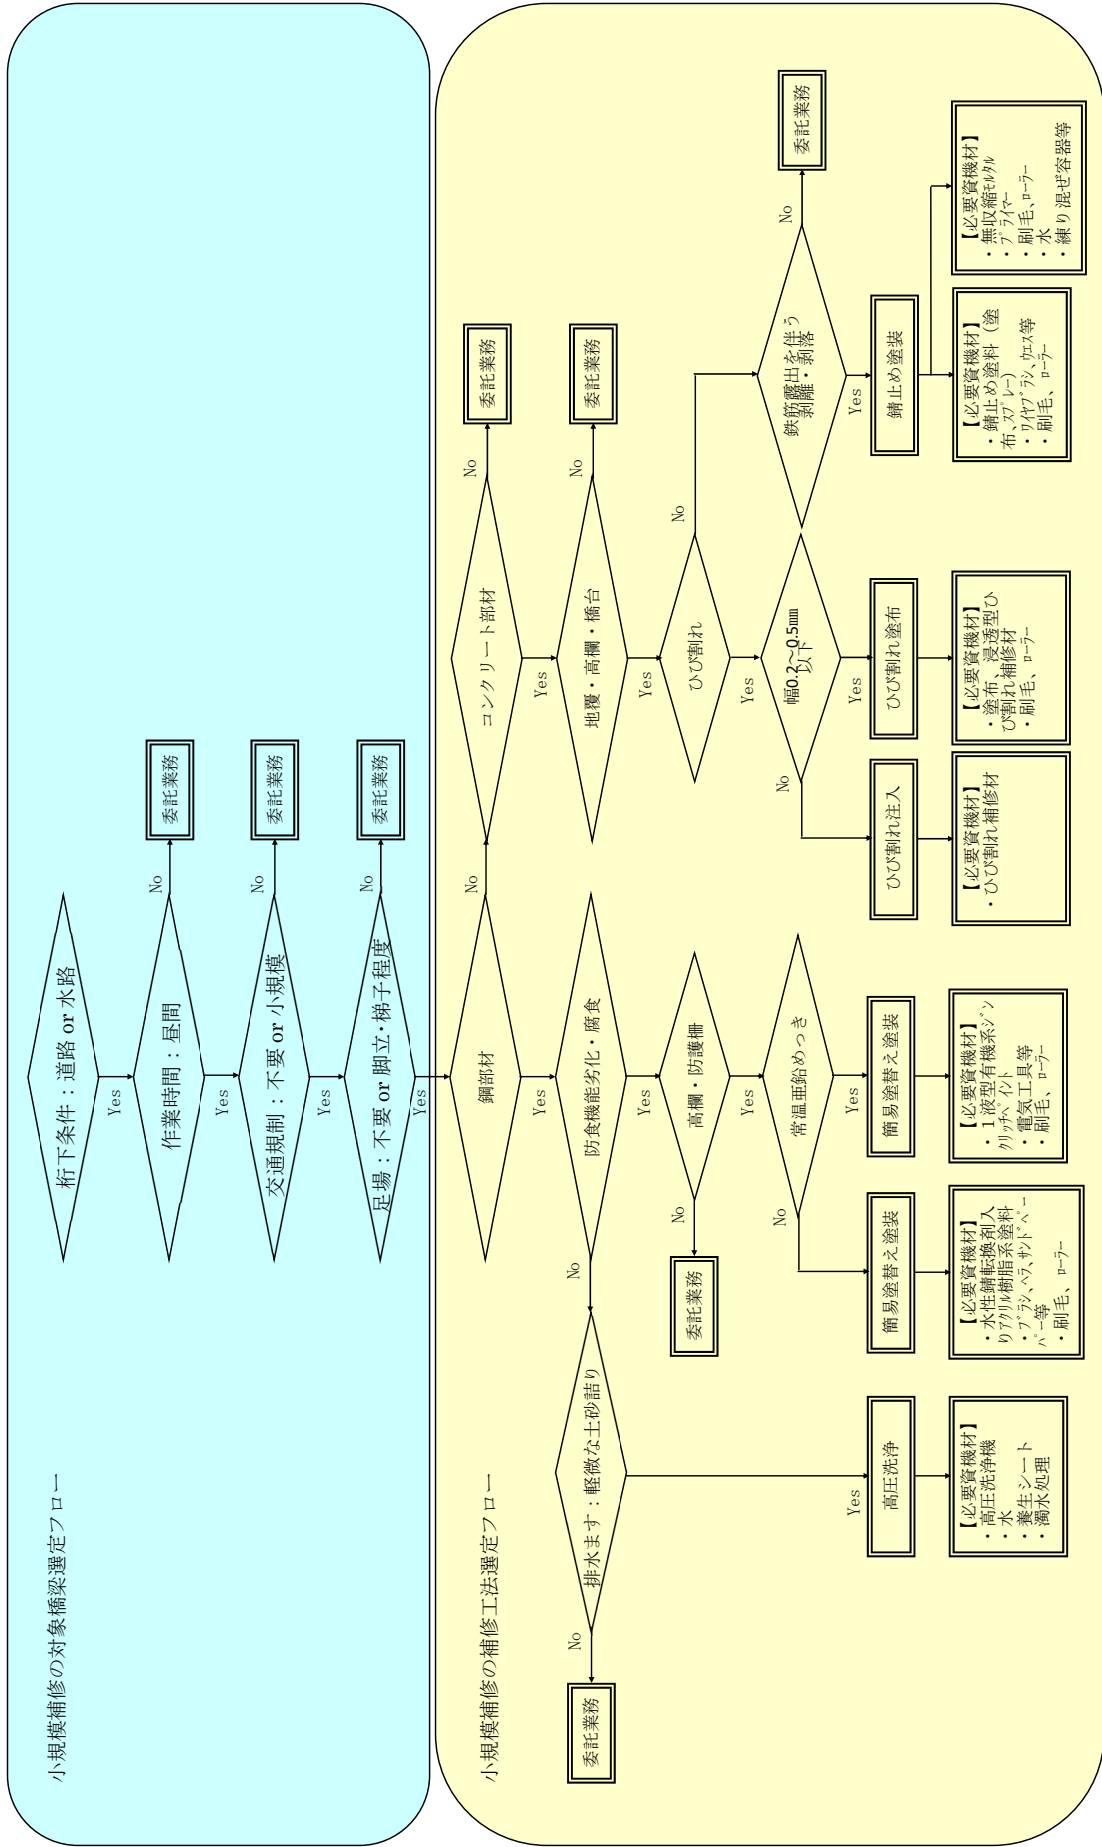 小規模補修の対象橋梁選定フロー
桁下条件：道路 or 水路
Yes
作業時間：昼間
No
委託業務
Yes
交通規制：不要 or 小規模
No
委託業務
Yes
足場：不要 or 脚立・梯子程度
No
委託業務
Yes
小規模補修の補修工法選定フロー
鋼部材
No
コンクリート部材
No
委託業務
Yes
Yes
委託業務
No
排水ます：軽微な土砂詰り
No
防食機能劣化・腐食
地覆・高欄・橋台
No
委託業務
Yes
Yes
委託業務
No
高欄・防護柵
ひび割れ
No
Yes
Yes
No
常温亜鉛めっき
No
幅0.2～0.5㎜
以下
鉄筋露出を伴う
剥離・剥落
No
委託業務
Yes
Yes
Yes
Yes
高圧洗浄
簡易塗替え塗装
簡易塗替え塗装
ひび割れ注入
ひび割れ塗布
錆止め塗装
【必要資機材】
・高圧洗浄機
・水
・養生シート
・濁水処理
【必要資機材】
・水性錆転換剤入
りｱｸﾘﾙ樹脂系塗料
・ﾌﾞﾗｼ､ﾍﾗ､ｻﾝﾄﾞﾍﾟｰ
ﾊﾟｰ等
・刷毛、ﾛｰﾗｰ
【必要資機材】
・１液型有機系ｼﾞﾝ
ｸﾘｯﾁﾍﾟｲﾝﾄ
・電気工具等
・刷毛、ﾛｰﾗｰ
【必要資機材】
・ひび割れ補修材
【必要資機材】
・塗布、浸透型ひ
び割れ補修材
・刷毛、ﾛｰﾗｰ
【必要資機材】
・錆止め塗料（塗
布、ｽﾌﾟﾚｰ）
・ﾜｲﾔﾌﾞﾗｼ､ｳｴｽ等
・刷毛、ﾛｰﾗｰ
【必要資機材】
・無収縮ﾓﾙﾀﾙ
・ﾌﾟﾗｲﾏｰ
・刷毛､ﾛｰﾗｰ
・水
・練り混ぜ容器等